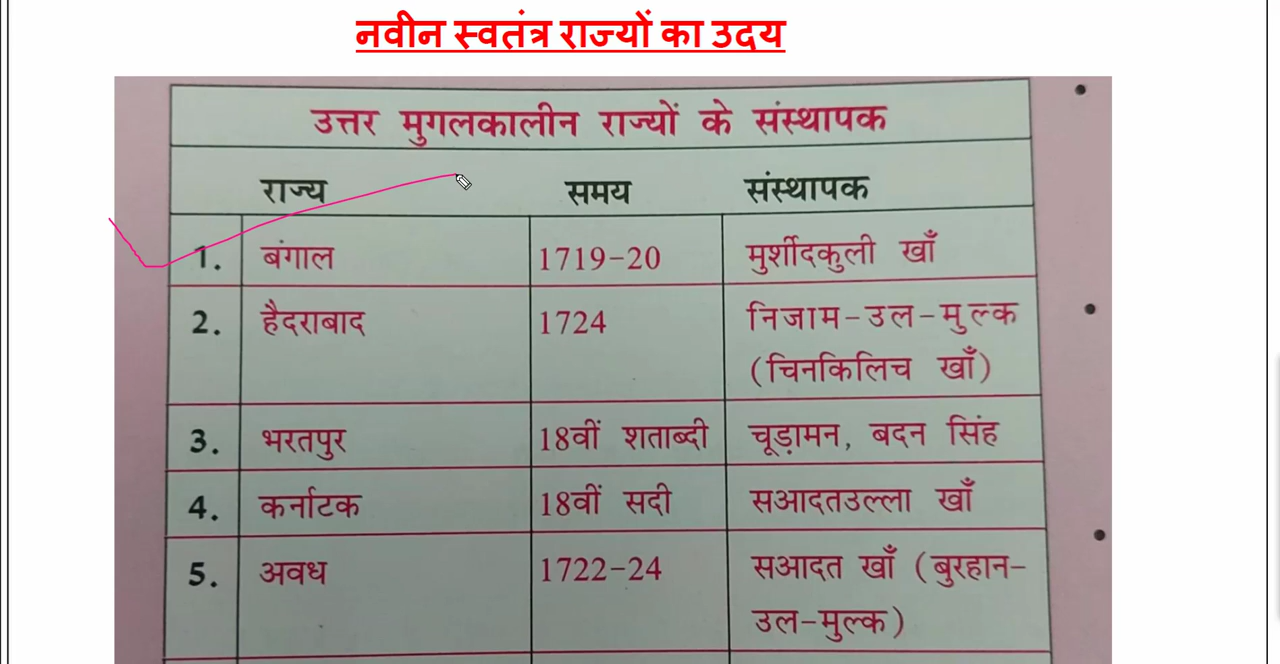 नवीन स्वतंत्र राज्यों का उदय
उत्तर मुगलकालीन राज्यों के संस्थापक
राज्य समय संस्थापक
1. बंगाल 1719-20 मुर्शीदकुली खाँ
2. हैदराबाद 1724 निजाम-उल-मुल्क
(चिनकिलिच खाँ)
3. भरतपुर 18वीं शताब्दी चूड़ामन, बदन सिंह
4. कर्नाटक 18वीं सदी सआदतउल्ला खाँ
5. अवध 1722-24 सआदत खाँ (बुरहान-
उल-मुल्क)